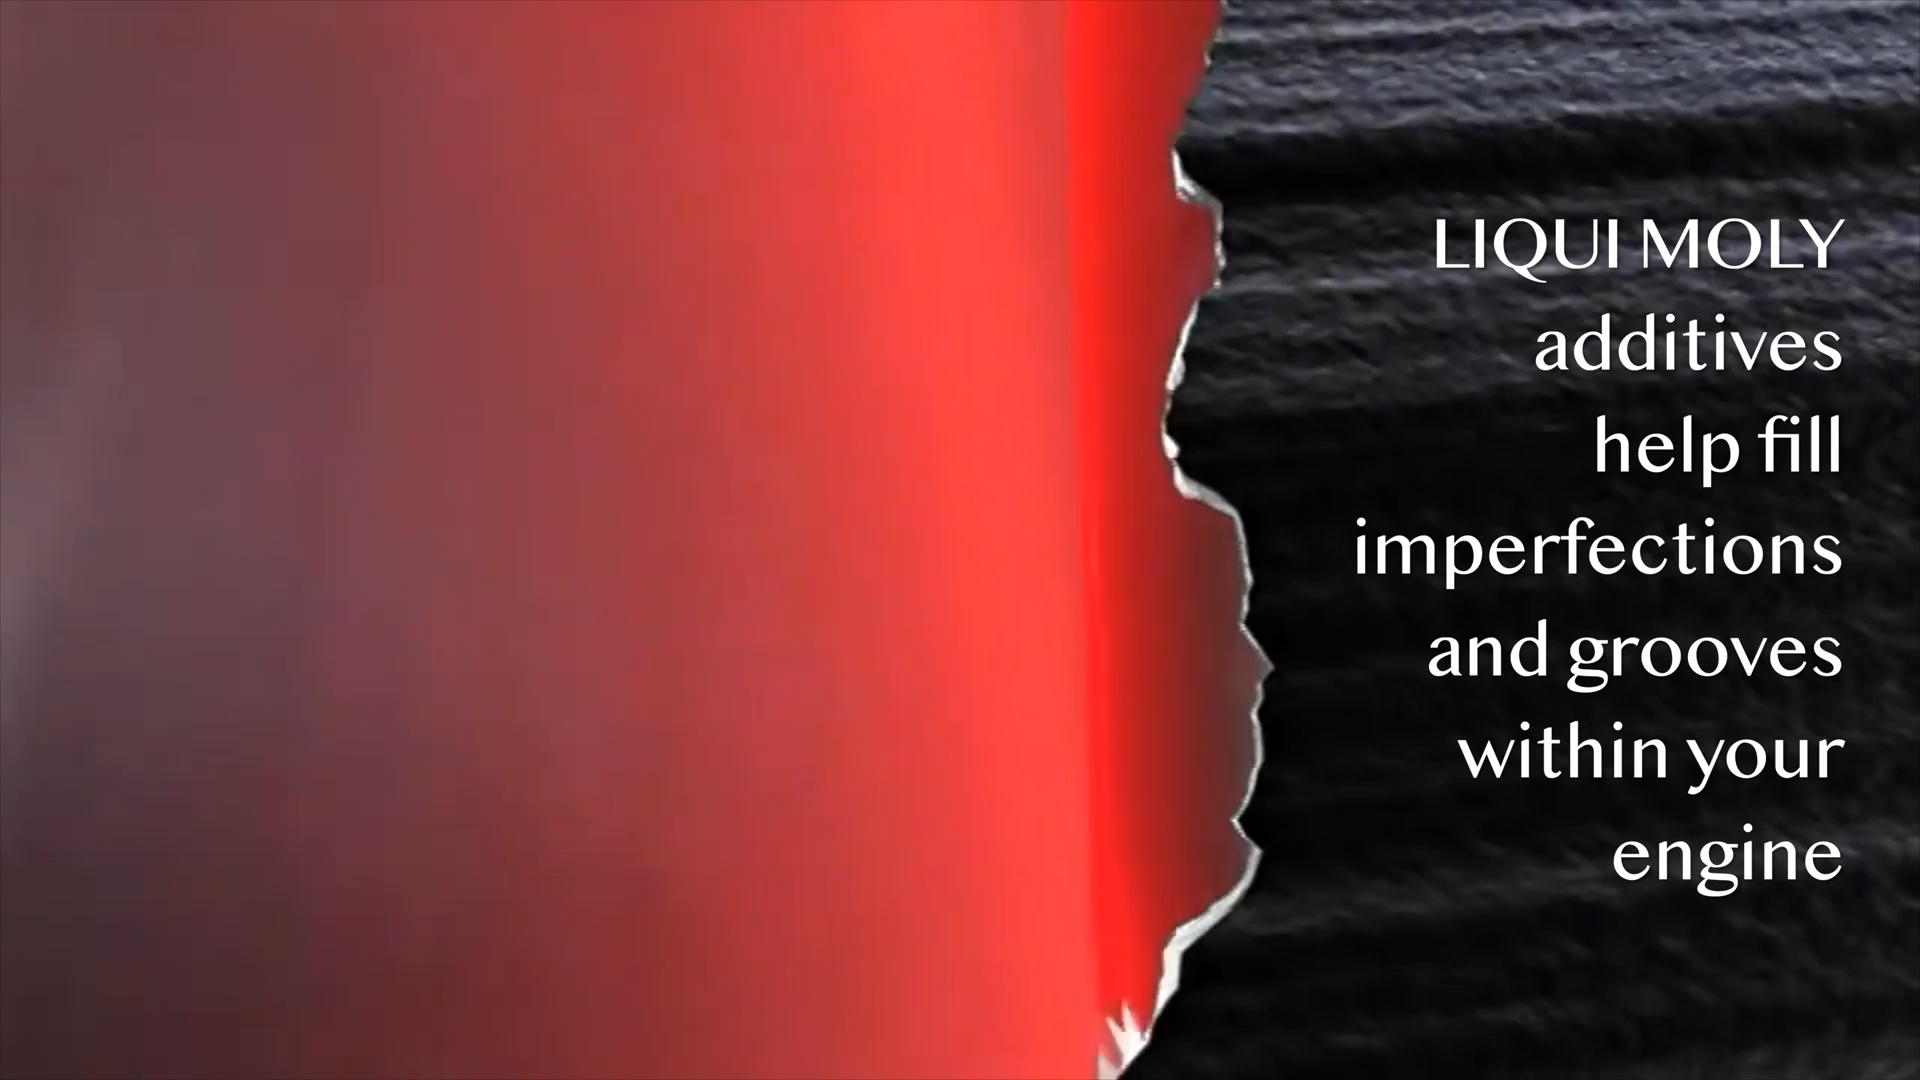 LIQUI MOLY
additives
help fill
imperfections
and grooves
within your
engine